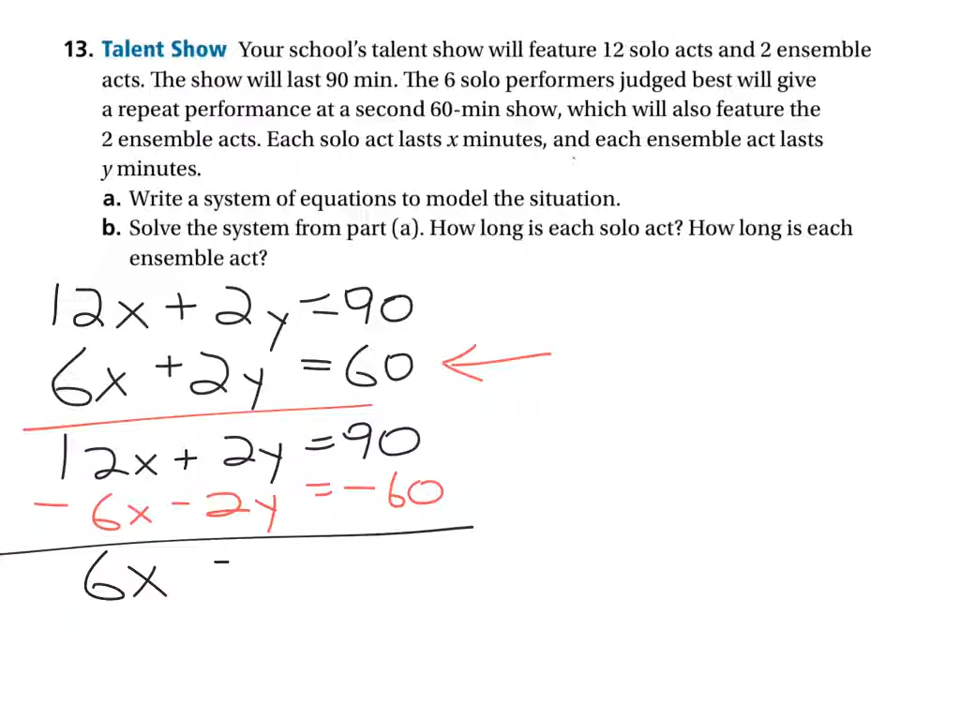 13. Talent Show Your school's talent show will feature 12 solo acts and 2 ensemble
acts. The show will last 90 min. The 6 solo performers judged best will give
a repeat performance at a second 60-min show, which will also feature the
2 ensemble acts. Each solo act lasts x minutes, and each ensemble act lasts
y minutes.
a. Write a system of equations to model the situation.
b. Solve the system from part (a). How long is each solo act? How long is each
ensemble act?
12x + 2y = 90
6x + 2y = 60
12x + 2y = 90
- 6x - 2y = - 60
6x =